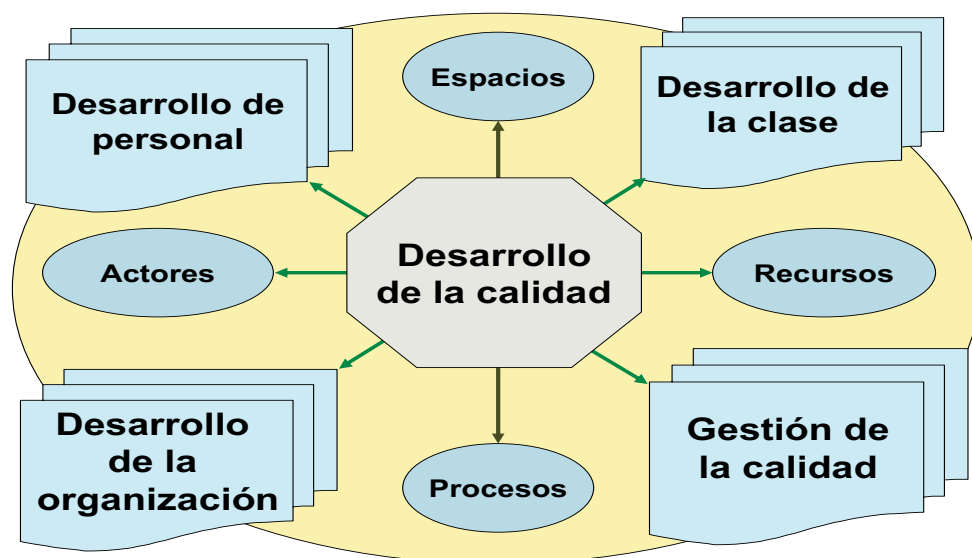 Desarrollo de
personal
Espacios
Desarrollo de
la clase
Actores
Desarrollo
de la calidad
Recursos
Desarrollo
de la
organización
Procesos
Gestión de
la calidad